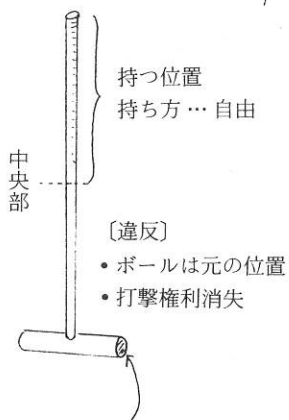 持つ位置
持ち方…自由
中央部
〔違反〕
• ボールは元の位置
• 打撃権利消失